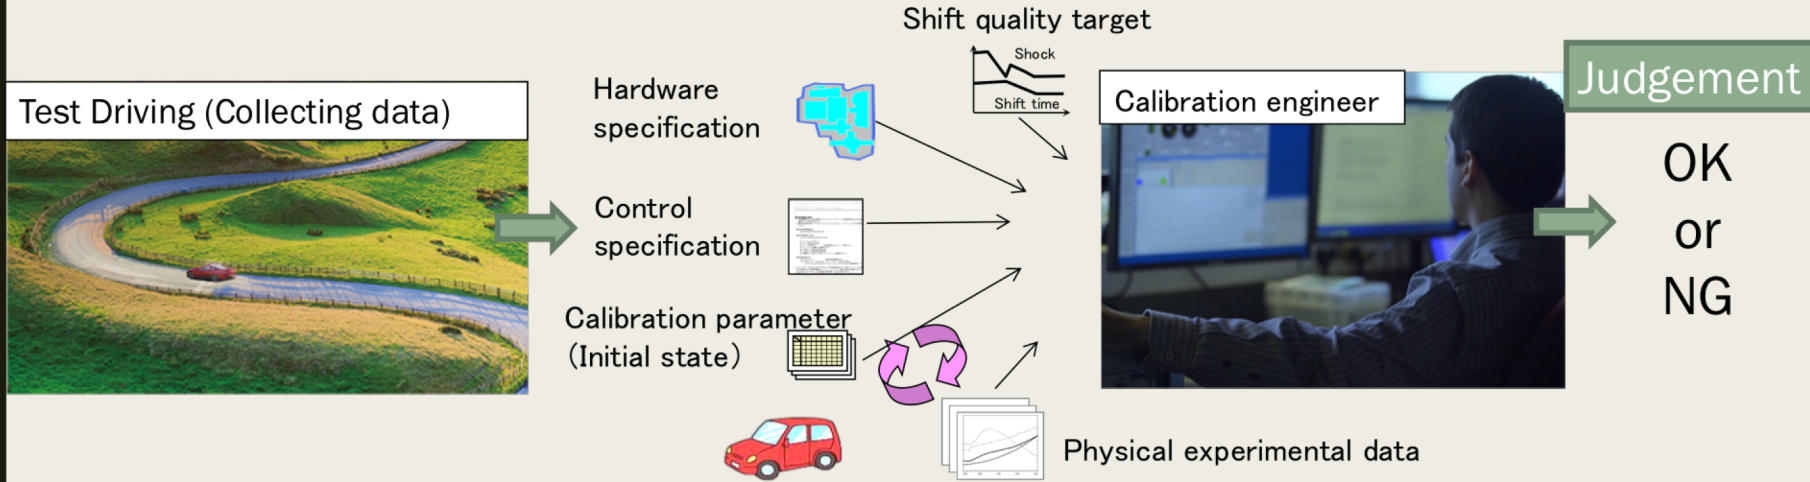 Shift quality target
Shock
Shift time
Test Driving (Collecting data)
Hardware
specification
Control
specification
Calibration parameter
(Initial state)
Physical experimental data
Calibration engineer
Judgement
OK
or
NG